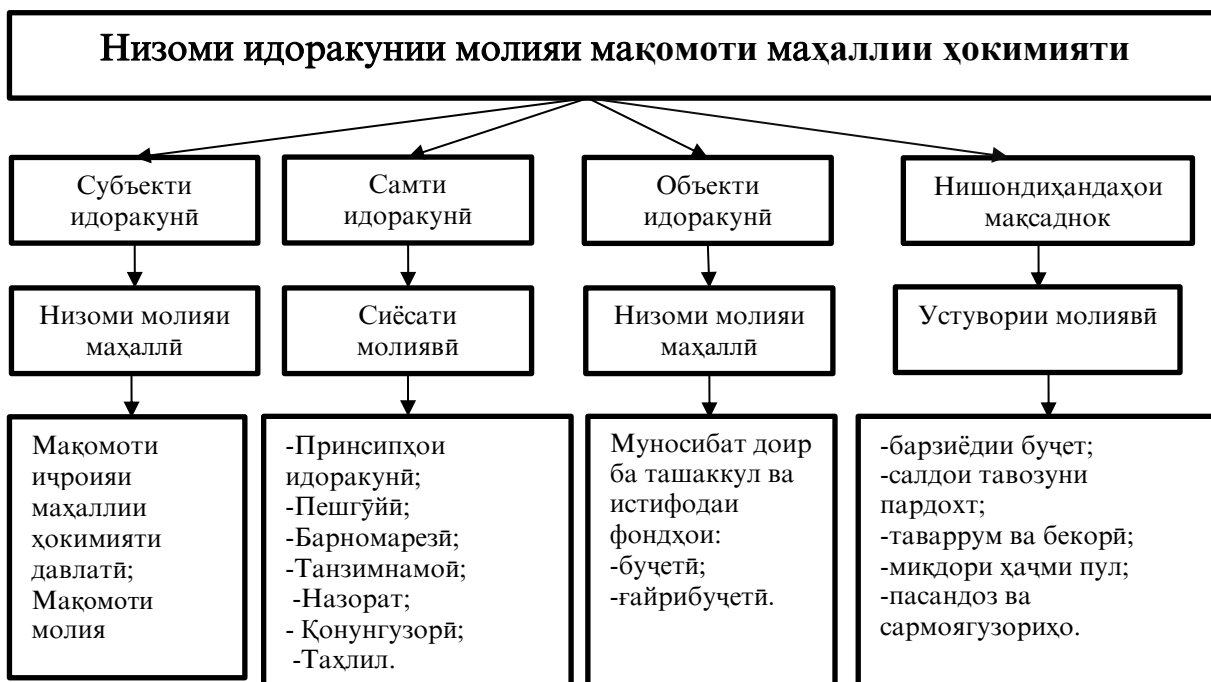 Низоми идоракунии молияи мақомоти маҳаллии ҳокимияти
Субъекти
идоракунӣ
Самти
идоракунӣ
Объекти
идоракунӣ
Нишондиҳандаҳои
мақсаднок
Низоми молияи
маҳаллӣ
Сиёсати
молиявӣ
Низоми молияи
маҳаллӣ
Устувории молиявӣ
Мақомоти
иҷроияи
маҳаллии
ҳокимияти
давлатӣ;
Мақомоти
молия
-Принсипҳои
идоракунӣ;
-Пешгӯйӣ;
-Барномарезӣ;
-Танзимнамоӣ;
-Назорат;
- Қонунгузорӣ;
-Таҳлил.
Муносибат доир
ба ташаккул ва
истифодаи
фондҳои:
-буҷетӣ;
-ғайрибуҷетӣ.
-барзиёдии буҷет;
-салдои тавозуни
пардохт;
-таваррум ва бекорӣ;
-миқдори ҳаҷми пул;
-пасандоз ва
сармоягузориҳо.